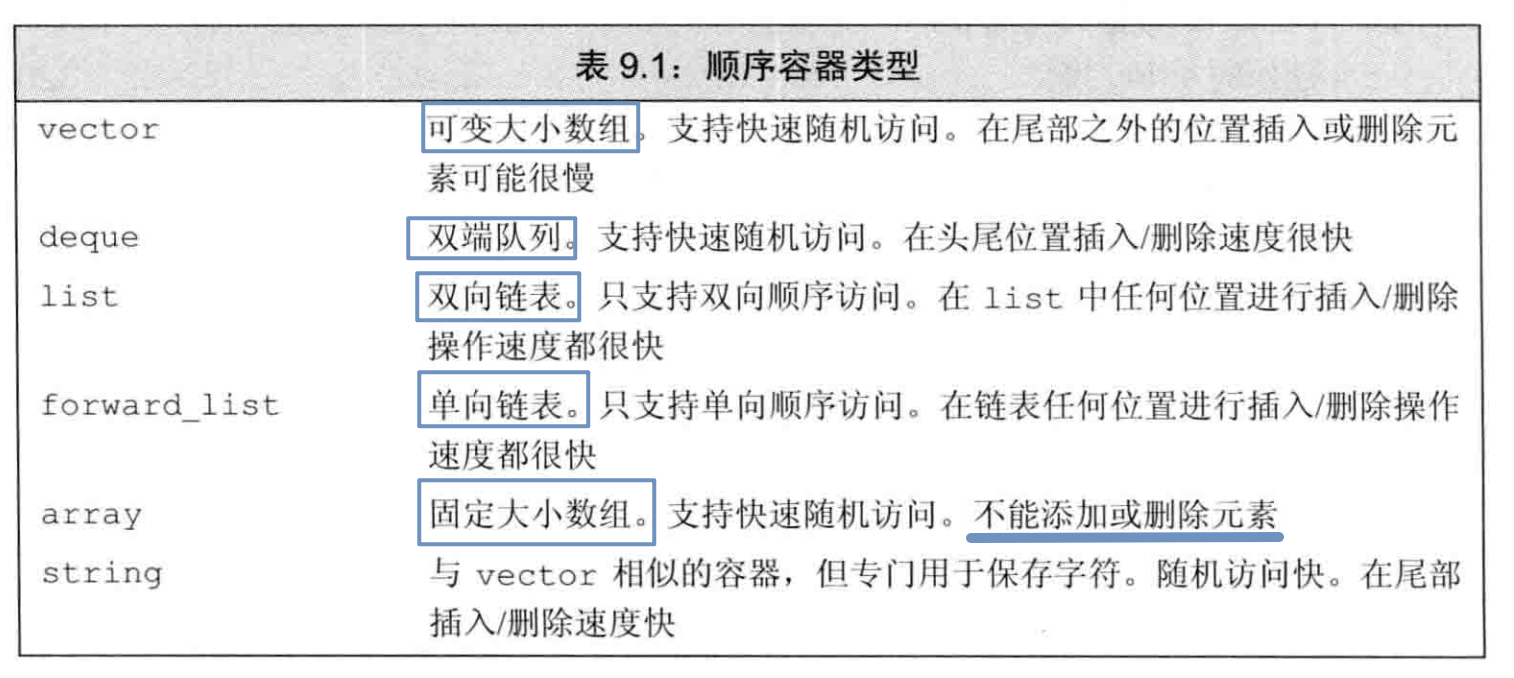 表 9.1：顺序容器类型
vector 可变大小数组。支持快速随机访问。在尾部之外的位置插入或删除元
素可能很慢
deque 双端队列。支持快速随机访问。在头尾位置插入/删除速度很快
list 双向链表。只支持双向顺序访问。在 list 中任何位置进行插入/删除
操作速度都很快
forward_list 单向链表。只支持单向顺序访问。在链表任何位置进行插入/删除操作
速度都很快
array 固定大小数组。支持快速随机访问。不能添加或删除元素
string 与 vector 相似的容器，但专门用于保存字符。随机访问快。在尾部
插入/删除速度快